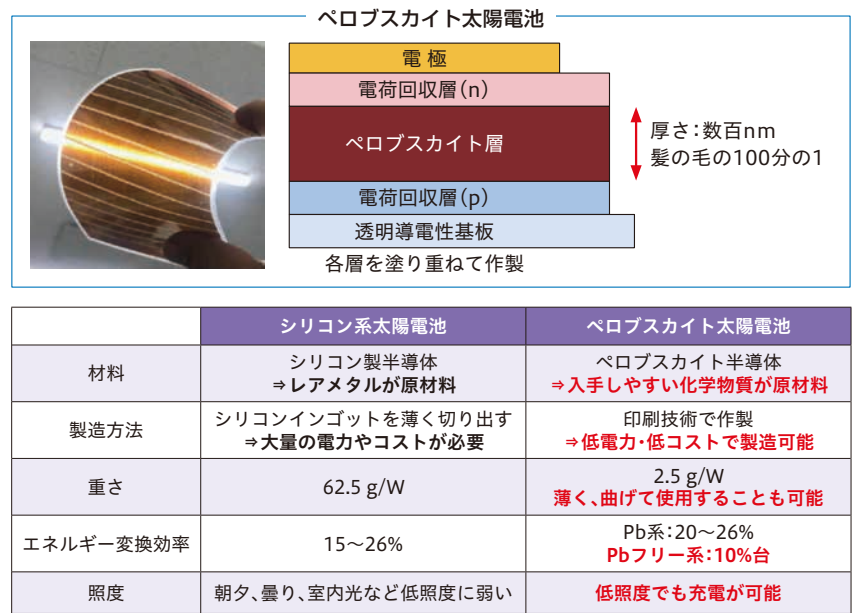 ペロブスカイト太陽電池
電極
電荷回収層(n)
ペロブスカイト層
電荷回収層(p)
透明導電性基板
厚さ:数百nm
髪の毛の100分の1
各層を塗り重ねて作製
シリコン系太陽電池
ペロブスカイト太陽電池
材料
シリコン製半導体
⇒レアメタルが原材料
ペロブスカイト半導体
⇒入手しやすい化学物質が原材料
製造方法
シリコンインゴットを薄く切り出す
⇒大量の電力やコストが必要
印刷技術で作製
⇒低電力・低コストで製造可能
重さ
62.5 g/W
2.5 g/W
薄く、曲げて使用することも可能
エネルギー変換効率
15～26%
Pb系:20～26%
Pbフリー系:10%台
照度
朝夕、曇り、室内光など低照度に弱い
低照度でも充電が可能